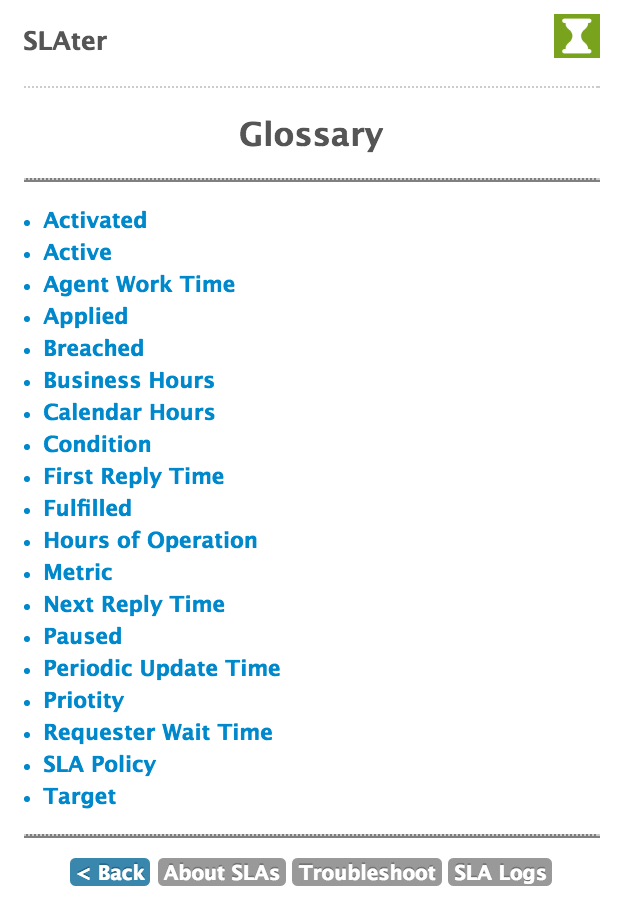 SLAter
Glossary
• Activated
• Active
• Agent Work Time
• Applied
• Breached
• Business Hours
• Calendar Hours
• Condition
• First Reply Time
• Fulfilled
• Hours of Operation
• Metric
• Next Reply Time
• Paused
• Periodic Update Time
• Priotity
• Requester Wait Time
• SLA Policy
• Target
< Back About SLAs Troubleshoot SLA Logs